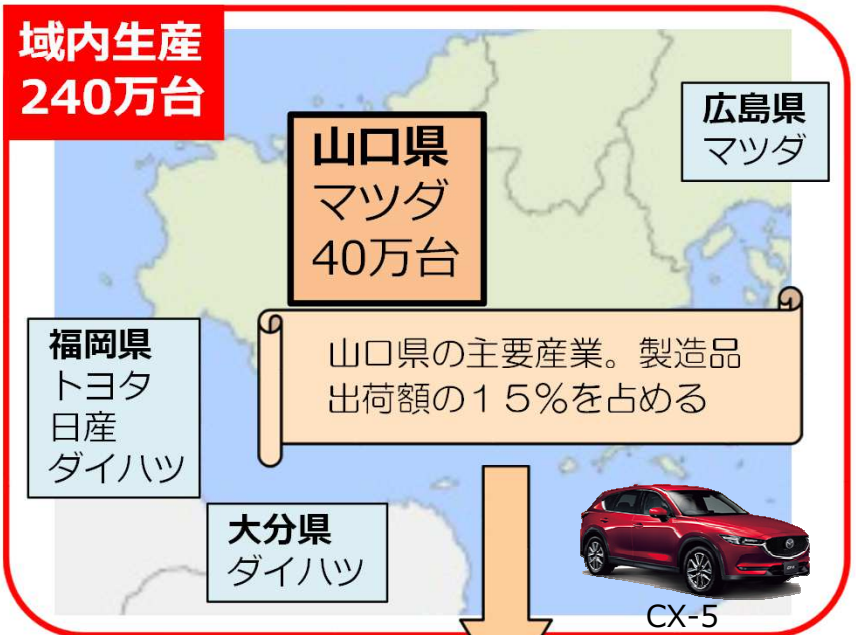 域内生産
240万台
山口県
マツダ
40万台
広島県
マツダ
山口県の主要産業。製造品
出荷額の15%を占める
福岡県
トヨタ
日産
ダイハツ
大分県
ダイハツ
CX-5